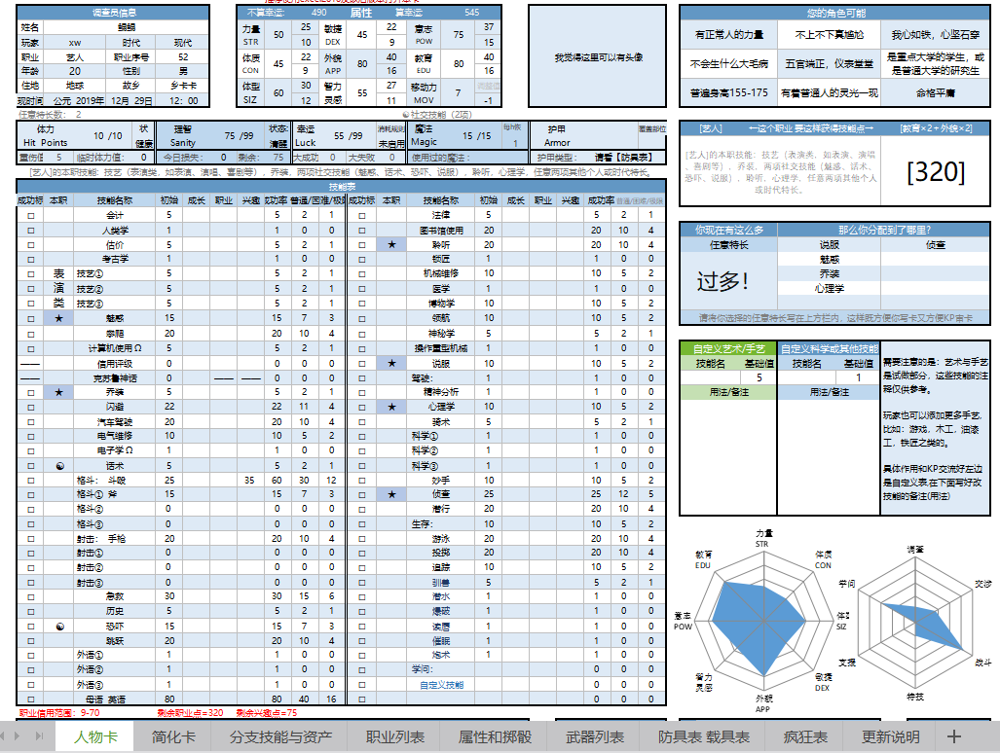 调查员信息
姓名 鲭鲭
玩家 xw 时代 现代
职业 艺人 职业序号 52
年龄 20 性别 男
住地 地球 故乡 乡卡卡
现时间 公元 2019年 12月 29日 12: 00
不算幸运: 490 属性 算幸运: 545
力量 STR 50 25 10 敏捷 DEX 45 22 9 意志 POW 75 37 15
体质 CON 45 22 9 外貌 APP 80 40 16 教育 EDU 80 40 16
体型 SIZ 60 30 12 智力 灵感 55 27 11 移动力 MOV 7 调整值 -1
我觉得这里可以有头像
您的角色可能
有正常人的力量 不上不下真尴尬 我心如铁，心坚石穿
不会生什么大毛病 五官端正，仪表堂堂 是重点大学的学生，或是普通大学的研究生
普遍身高155-175 有着普通人的灵光一现 命格平庸
任意特长数: 2 ☯社交技能（2项）
体力 Hit Points 10 /10 状 健康 理智 Sanity 75 /99 状态: 清醒 幸运 Luck 55 /99 消耗规则 未启用 魔法 Magic 15 /15 每h恢 1 护甲 Armor 覆盖部位
重伤值 5 临时体力值: 0 今日损失: 0 剩余: 75 大成功 0 大失败 0 使用过的魔法: 护甲类型: 请看【防具表】
[艺人]的本职技能: 技艺（表演类，如表演、演唱、喜剧等），乔装，两项社交技能（魅惑、话术、恐吓、说服），聆听，心理学，任意两项其他个人或时代特长。
[艺人] ←这个职业 要这样获得技能点→ [教育×2＋外貌×2]
[艺人]的本职技能: 技艺（表演类，如表演、演唱、喜剧等），乔装，两项社交技能（魅惑、话术、恐吓、说服），聆听，心理学，任意两项其他个人或时代特长。
[320]
你现在有这么多 那么你分配到了哪里?
任意特长 说服 侦查
过多！ 魅惑
乔装
心理学
请将你选择的任意特长写在上方栏内，这样既方便你写卡又方便KP审卡
技能表
成功标 本职 技能名称 初始 成长 职业 兴趣 成功率 普通/困难/极限 成功标 本职 技能名称 初始 成长 职业 兴趣 成功率 普通/困难/极限
□ 会计 5 5 2 1 □ 法律 5 5 2 1
□ 人类学 1 1 0 0 □ 图书馆使用 20 20 10 4
□ 估价 5 5 2 1 □ ★ 聆听 20 20 10 4
□ 考古学 1 1 0 0 □ 锁匠 1 1 0 0
□ 表 技艺① 5 5 2 1 □ 机械维修 10 10 5 2
□ 演 技艺② 5 5 2 1 □ 医学 1 1 0 0
□ 类 技艺③ 5 5 2 1 □ 博物学 10 10 5 2
□ ★ 魅惑 15 15 7 3 □ 领航 10 10 5 2
□ 攀爬 20 20 10 4 □ 神秘学 5 5 2 1
□ 计算机使用 Ω 5 5 2 1 □ 操作重型机械 1 1 0 0
—— 信用评级 0 0 0 0 □ ★ 说服 10 10 5 2
—— 克苏鲁神话 0 —— —— 0 0 0 □ 驾驶: 1 1 0 0
□ ★ 乔装 5 5 2 1 □ 精神分析 1 1 0 0
□ 闪避 22 22 11 4 □ ★ 心理学 10 10 5 2
□ 汽车驾驶 20 20 10 4 □ 骑术 5 5 2 1
□ 电气维修 10 10 5 2 □ 科学① 1 1 0 0
□ 电子学 Ω 1 1 0 0 □ 科学② 1 1 0 0
□ ☯ 话术 5 5 2 1 □ 科学③ 1 1 0 0
□ 格斗: 斗殴 25 35 60 30 12 □ 妙手 10 10 5 2
□ 格斗① 斧 15 15 7 3 □ ★ 侦查 25 25 12 5
□ 格斗② 0 0 0 0 □ 潜行 20 20 10 4
□ 格斗③ 0 0 0 0 □ 生存: 10 10 5 2
□ 射击: 手枪 20 20 10 4 □ 游泳 20 20 10 4
□ 射击① 0 0 0 0 □ 投掷 20 20 10 4
□ 射击② 0 0 0 0 □ 追踪 10 10 5 2
□ 射击③ 0 0 0 0 □ 驯兽 5 5 2 1
□ 急救 30 30 15 6 □ 潜水 1 1 0 0
□ 历史 5 5 2 1 □ 爆破 1 1 0 0
□ ☯ 恐吓 15 15 7 3 □ 读唇 1 1 0 0
□ 跳跃 20 20 10 4 □ 催眠 1 1 0 0
□ 外语① 1 1 0 0 □ 炮术 1 1 0 0
□ 外语② 1 1 0 0 □ 学问: 0 0 0
□ 外语③ 1 1 0 0 □ 自定义技能 0 0 0
□ 母语 英语 80 80 40 16 □ 0 0 0
职业信用范围: 9-70 剩余职业点=320 剩余兴趣点=75
自定义艺术/手艺 自定义科学或其他技能
技能名 基础值 技能名 基础值
5 1
用法/备注 用法/备注
需要注意的是: 艺术与手艺是试做部分，这些技能的注释仅供参考。
玩家也可以添加更多手艺，比如: 游戏，木工，油漆工，铁匠之类的。
具体作用和KP交流好左边是自定义表,在下面写好改技能的备注(用法)
力量 STR
体质 CON
体型 SIZ
敏捷 DEX
外貌 APP
智力 灵感
意志 POW
教育 EDU
调查
交涉
战斗
特技
支援
学问
人物卡 简化卡 分支技能与资产 职业列表 属性和掷骰 武器列表 防具表 载具表 疯狂表 更新说明 +